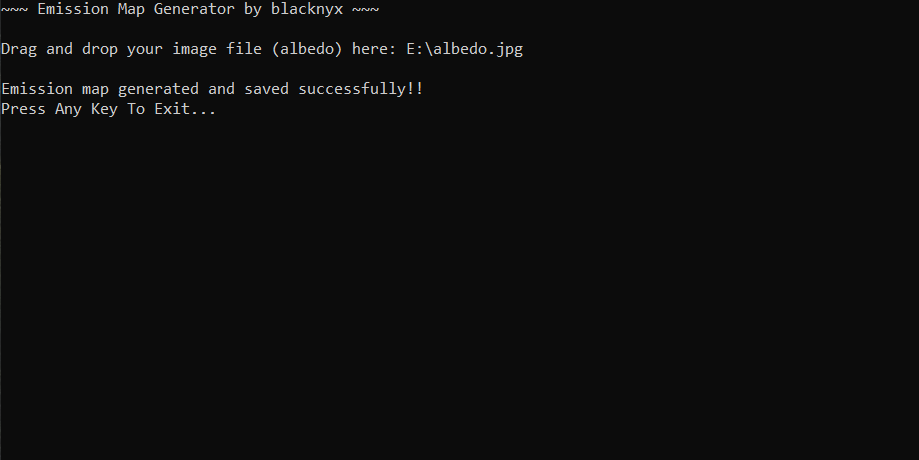 ~~~ Emission Map Generator by blacknyx ~~~
Drag and drop your image file (albedo) here: E:\albedo.jpg
Emission map generated and saved successfully!!
Press Any Key To Exit...